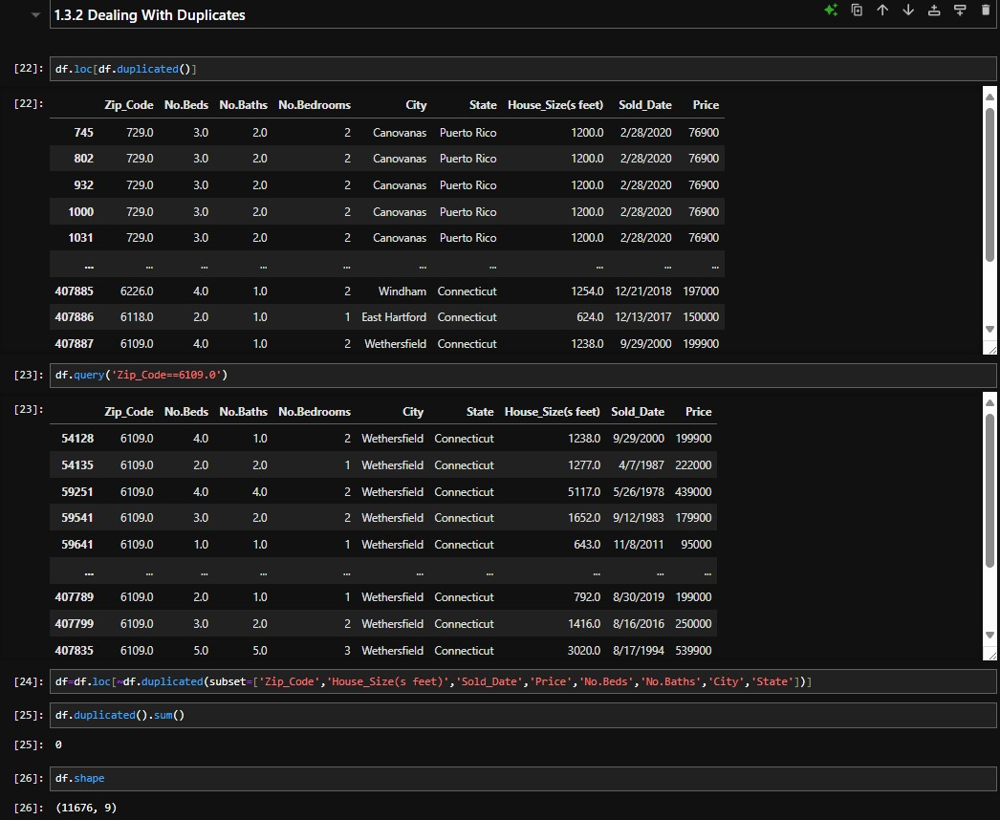 1.3.2 Dealing With Duplicates
[22]: df.loc[df.duplicated()]
[22]: Zip_Code No.Beds No.Baths No.Bedrooms City State House_Size(s feet) Sold_Date Price
745 729.0 3.0 2.0 2 Canovanas Puerto Rico 1200.0 2/28/2020 76900
802 729.0 3.0 2.0 2 Canovanas Puerto Rico 1200.0 2/28/2020 76900
932 729.0 3.0 2.0 2 Canovanas Puerto Rico 1200.0 2/28/2020 76900
1000 729.0 3.0 2.0 2 Canovanas Puerto Rico 1200.0 2/28/2020 76900
1031 729.0 3.0 2.0 2 Canovanas Puerto Rico 1200.0 2/28/2020 76900
... ... ... ... ... ... ... ... ... ...
407885 6226.0 4.0 1.0 2 Windham Connecticut 1254.0 12/21/2018 197000
407886 6118.0 2.0 1.0 1 East Hartford Connecticut 624.0 12/13/2017 150000
407887 6109.0 4.0 1.0 2 Wethersfield Connecticut 1238.0 9/29/2000 199900
[23]: df.query('Zip_Code==6109.0')
[23]: Zip_Code No.Beds No.Baths No.Bedrooms City State House_Size(s feet) Sold_Date Price
54128 6109.0 4.0 1.0 2 Wethersfield Connecticut 1238.0 9/29/2000 199900
54135 6109.0 2.0 2.0 1 Wethersfield Connecticut 1277.0 4/7/1987 222000
59251 6109.0 4.0 4.0 2 Wethersfield Connecticut 5117.0 5/26/1978 439000
59541 6109.0 3.0 2.0 2 Wethersfield Connecticut 1652.0 9/12/1983 179900
59641 6109.0 1.0 1.0 1 Wethersfield Connecticut 643.0 11/8/2011 95000
... ... ... ... ... ... ... ... ... ...
407789 6109.0 2.0 1.0 1 Wethersfield Connecticut 792.0 8/30/2019 199000
407799 6109.0 3.0 2.0 2 Wethersfield Connecticut 1416.0 8/16/2016 250000
407835 6109.0 5.0 5.0 3 Wethersfield Connecticut 3020.0 8/17/1994 539900
[24]: df=df.loc[~df.duplicated(subset=['Zip_Code','House_Size(s feet)','Sold_Date','Price','No.Beds','No.Baths','City','State'])]
[25]: df.duplicated().sum()
[25]: 0
[26]: df.shape
[26]: (11676, 9)